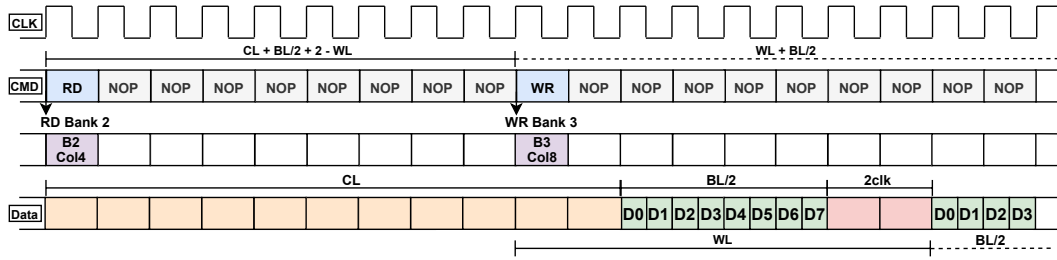 CLK
CL + BL/2 + 2 - WL WL + BL/2
CMD RD NOP NOP NOP NOP NOP NOP NOP NOP WR NOP NOP NOP NOP NOP NOP NOP NOP NOP
RD Bank 2 WR Bank 3
B2 B3
Col4 Col8
CL BL/2 2clk
Data D0 D1 D2 D3 D4 D5 D6 D7 D0 D1 D2 D3
WL BL/2